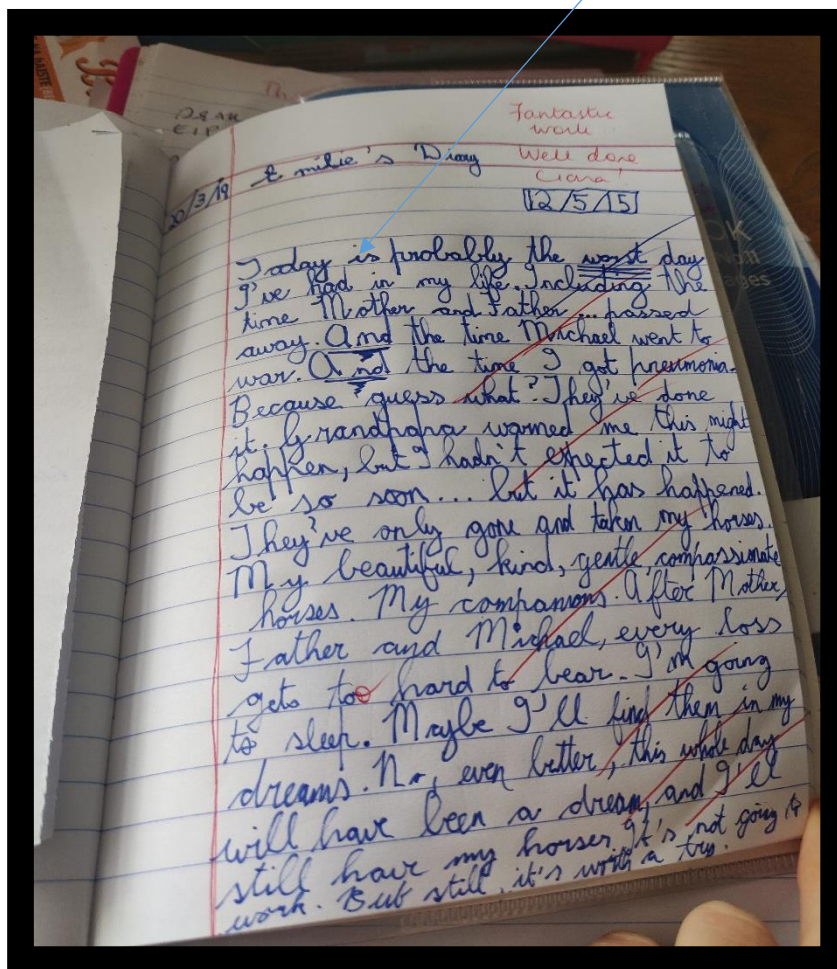 Fantastic
work
Emilie's Diary
Well done
Ciara!
20/3/19
12/5/15
Today is probably the worst day
I've had in my life. Including the
time Mother and Father... passed
away. And the time Michael went to
war. And the time I got pneumonia.
Because guess what? They've done
it. Grandpapa warned me this might
happen, but I hadn't expected it to
be so soon... but it has happened.
They've only gone and taken my horses.
My beautiful, kind, gentle, compassionate
horses. My companions. After Mother,
Father and Michael, every loss
gets too hard to bear. I'm going
to sleep. Maybe I'll find them in my
dreams. No, even better, this whole day
will have been a dream, and I'll
still have my horses. It's not going to
work. But still, it's worth a try.